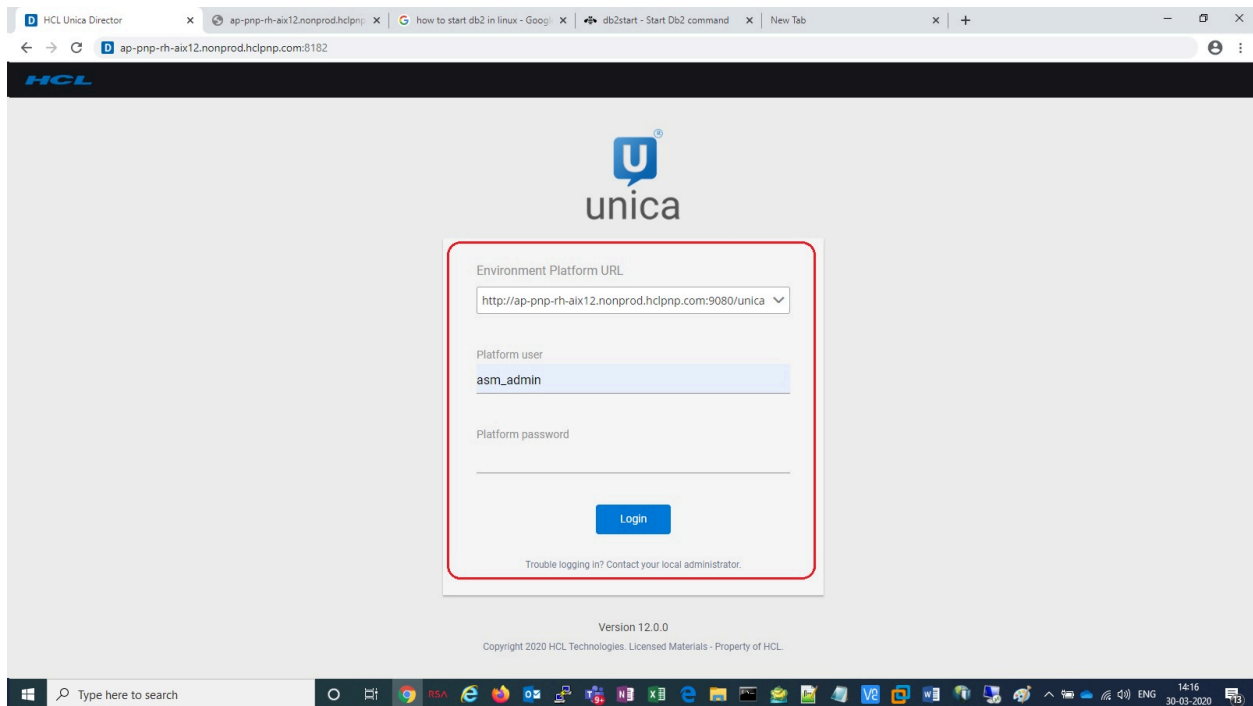 HCL Unica Director
ap-pnp-rh-aix12.nonprod.hclpnp
how to start db2 in linux - Googl
db2start - Start Db2 command
New Tab
ap-pnp-rh-aix12.nonprod.hclpnp.com:8182
HCL
unica
Environment Platform URL
http://ap-pnp-rh-aix12.nonprod.hclpnp.com:9080/unica
Platform user
asm_admin
Platform password
Login
Trouble logging in? Contact your local administrator.
Version 12.0.0
Copyright 2020 HCL Technologies. Licensed Materials - Property of HCL.
Type here to search
ENG
14:16
30-03-2020